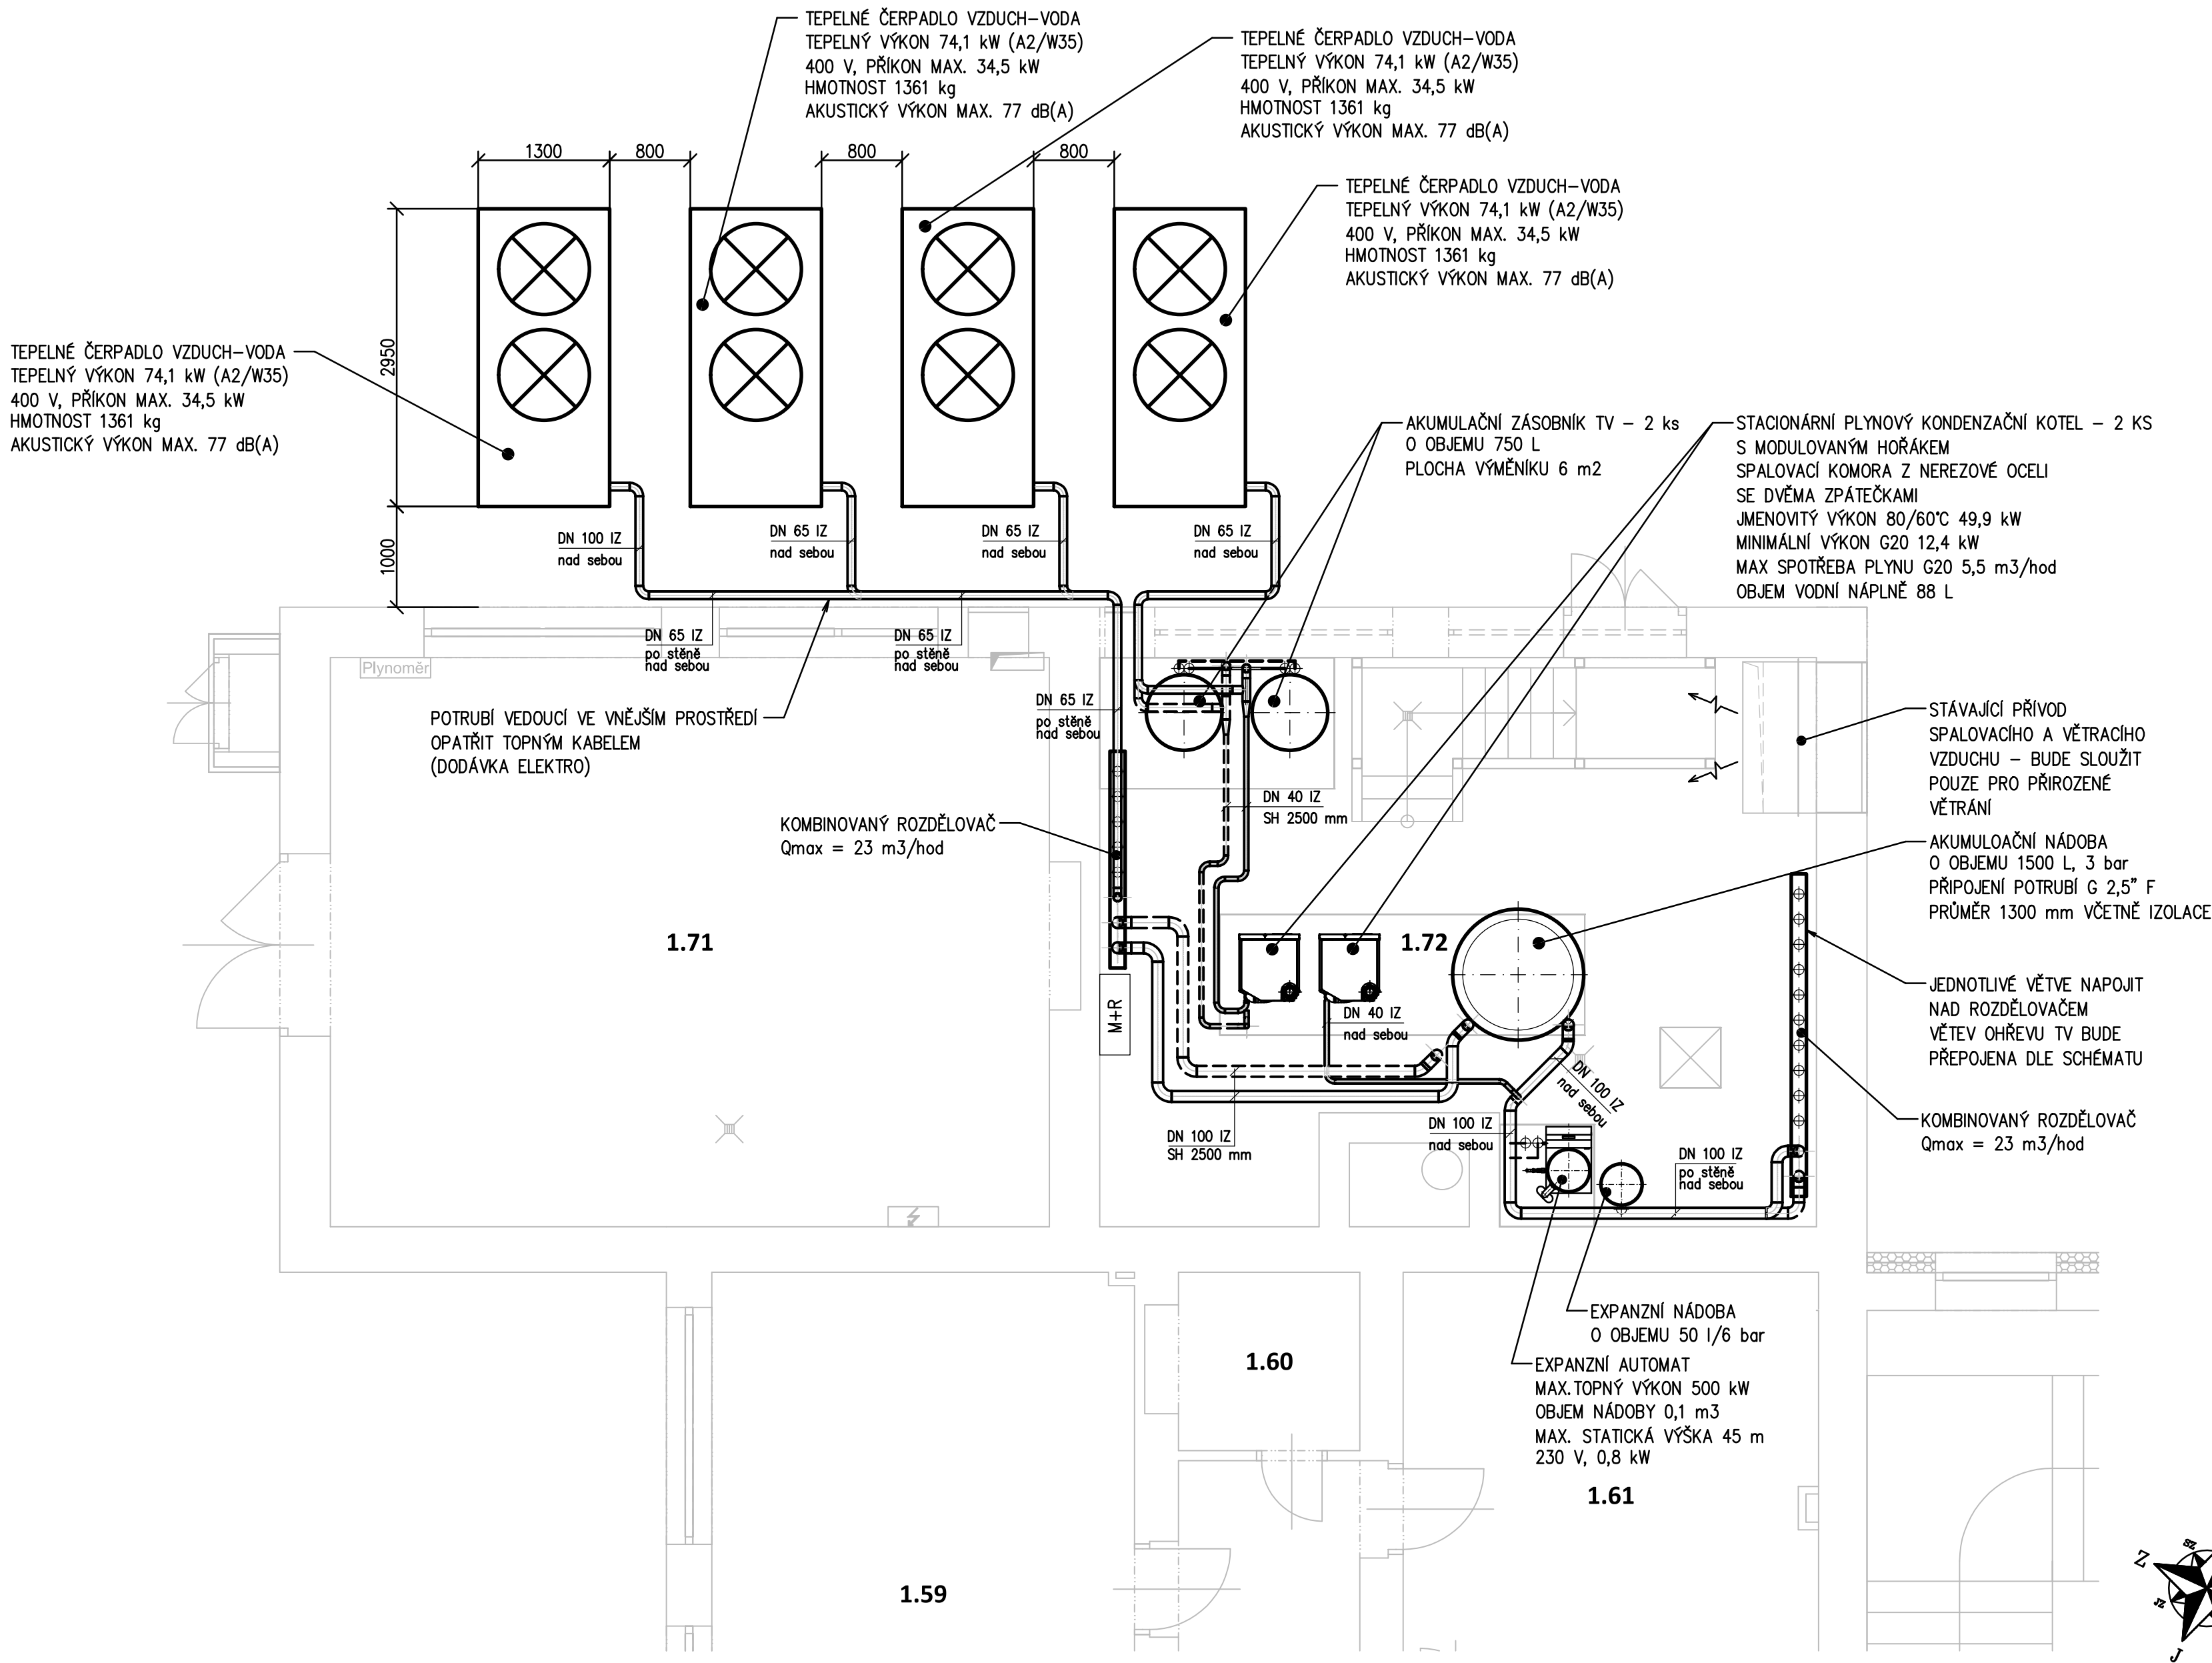 TEPELNÉ ČERPADLO VZDUCH-VODA
TEPELNÝ VÝKON 74,1 kW (A2/W35)
400 V, PŘÍKON MAX. 34,5 kW
HMOTNOST 1361 kg
AKUSTICKÝ VÝKON MAX. 77 dB(A)
TEPELNÉ ČERPADLO VZDUCH-VODA
TEPELNÝ VÝKON 74,1 kW (A2/W35)
400 V, PŘÍKON MAX. 34,5 kW
HMOTNOST 1361 kg
AKUSTICKÝ VÝKON MAX. 77 dB(A)
TEPELNÉ ČERPADLO VZDUCH-VODA
TEPELNÝ VÝKON 74,1 kW (A2/W35)
400 V, PŘÍKON MAX. 34,5 kW
HMOTNOST 1361 kg
AKUSTICKÝ VÝKON MAX. 77 dB(A)
TEPELNÉ ČERPADLO VZDUCH-VODA
TEPELNÝ VÝKON 74,1 kW (A2/W35)
400 V, PŘÍKON MAX. 34,5 kW
HMOTNOST 1361 kg
AKUSTICKÝ VÝKON MAX. 77 dB(A)
1300
800
800
800
2950
1000
AKUMULAČNÍ ZÁSOBNÍK TV - 2 ks
O OBJEMU 750 L
PLOCHA VÝMĚNÍKU 6 m2
STACIONÁRNÍ PLYNOVÝ KONDENZAČNÍ KOTEL - 2 KS
S MODULOVANÝM HOŘÁKEM
SPALOVACÍ KOMORA Z NEREZOVÉ OCELI
SE DVĚMA ZPÁTEČKAMI
JMENOVITÝ VÝKON 80/60°C 49,9 kW
MINIMÁLNÍ VÝKON G20 12,4 kW
MAX SPOTŘEBA PLYNU G20 5,5 m3/hod
OBJEM VODNÍ NÁPLNĚ 88 L
DN 100 IZ
nad sebou
DN 65 IZ
nad sebou
DN 65 IZ
nad sebou
DN 65 IZ
nad sebou
DN 65 IZ
po stěně
nad sebou
DN 65 IZ
po stěně
nad sebou
Plynoměr
DN 65 IZ
po stěně
nad sebou
POTRUBÍ VEDOUCÍ VE VNĚJŠÍM PROSTŘEDÍ
OPATŘIT TOPNÝM KABELEM
(DODÁVKA ELEKTRO)
STÁVAJÍCÍ PŘÍVOD
SPALOVACÍHO A VĚTRACÍHO
VZDUCHU - BUDE SLOUŽIT
POUZE PRO PŘIROZENÉ
VĚTRÁNÍ
DN 40 IZ
SH 2500 mm
KOMBINOVANÝ ROZDĚLOVAČ
Qmax = 23 m3/hod
AKUMULOAČNÍ NÁDOBA
O OBJEMU 1500 L, 3 bar
PŘIPOJENÍ POTRUBÍ G 2,5" F
PRŮMĚR 1300 mm VČETNĚ IZOLACE
1.71
1.72
M+R
DN 40 IZ
nad sebou
JEDNOTLIVÉ VĚTVE NAPOJIT
NAD ROZDĚLOVAČEM
VĚTEV OHŘEVU TV BUDE
PŘEPOJENA DLE SCHÉMATU
DN 100 IZ
nad sebou
DN 100 IZ
nad sebou
DN 100 IZ
SH 2500 mm
DN 100 IZ
po stěně
nad sebou
KOMBINOVANÝ ROZDĚLOVAČ
Qmax = 23 m3/hod
EXPANZNÍ NÁDOBA
O OBJEMU 50 l/6 bar
EXPANZNÍ AUTOMAT
MAX.TOPNÝ VÝKON 500 kW
OBJEM NÁDOBY 0,1 m3
MAX. STATICKÁ VÝŠKA 45 m
230 V, 0,8 kW
1.60
1.61
1.59
SZ
Z
JZ
J